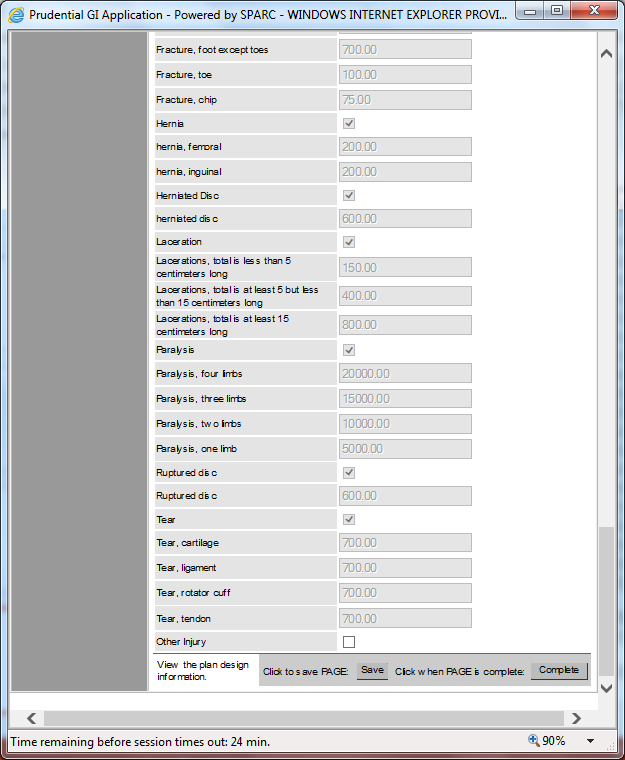 Prudential GI Application - Powered by SPARC - WINDOWS INTERNET EXPLORER PROVI...
Fracture, foot except toes 700.00
Fracture, toe 100.00
Fracture, chip 75.00
Hernia
hernia, femoral 200.00
hernia, inguinal 200.00
Herniated Disc
herniated disc 600.00
Laceration
Lacerations, total is less than 5
centimeters long 150.00
Lacerations, total is at least 5 but less
than 15 centimeters long 400.00
Lacerations, total is at least 15
centimeters long 800.00
Paralysis
Paralysis, four limbs 20000.00
Paralysis, three limbs 15000.00
Paralysis, two limbs 10000.00
Paralysis, one limb 5000.00
Ruptured disc
Ruptured disc 600.00
Tear
Tear, cartilage 700.00
Tear, ligament 700.00
Tear, rotator cuff 700.00
Tear, tendon 700.00
Other Injury
View the plan design
information.
Click to save PAGE: Save Click when PAGE is complete: Complete
Time remaining before session times out: 24 min. 90%